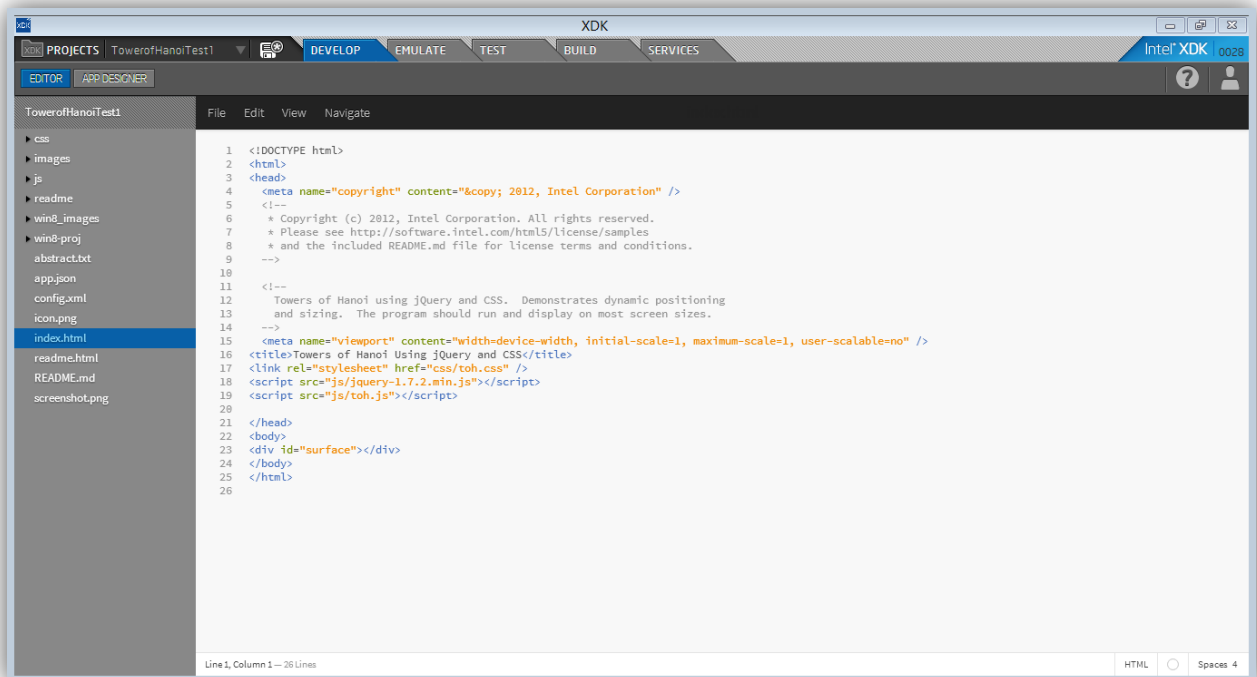 XDK
XDK
XDK PROJECTS TowerofHanoiTest1 DEVELOP EMULATE TEST BUILD SERVICES Intel® XDK 0028
EDITOR APP DESIGNER ?
TowerofHanoiTest1
File Edit View Navigate
css
images
js
readme
win8_images
win8-proj
abstract.txt
app.json
config.xml
icon.png
index.html
readme.html
README.md
screenshot.png
1 <!DOCTYPE html>
2 <html>
3 <head>
4 <meta name="copyright" content="&copy; 2012, Intel Corporation" />
5 <!--
6 * Copyright (c) 2012, Intel Corporation. All rights reserved.
7 * Please see http://software.intel.com/html5/license/samples
8 * and the included README.md file for license terms and conditions.
9 -->
10
11 <!--
12 Towers of Hanoi using jQuery and CSS.  Demonstrates dynamic positioning
13 and sizing.  The program should run and display on most screen sizes.
14 -->
15 <meta name="viewport" content="width=device-width, initial-scale=1, maximum-scale=1, user-scalable=no" />
16 <title>Towers of Hanoi Using jQuery and CSS</title>
17 <link rel="stylesheet" href="css/toh.css" />
18 <script src="js/jquery-1.7.2.min.js"></script>
19 <script src="js/toh.js"></script>
20
21 </head>
22 <body>
23 <div id="surface"></div>
24 </body>
25 </html>
26
Line 1, Column 1 — 26 Lines
HTML Spaces 4